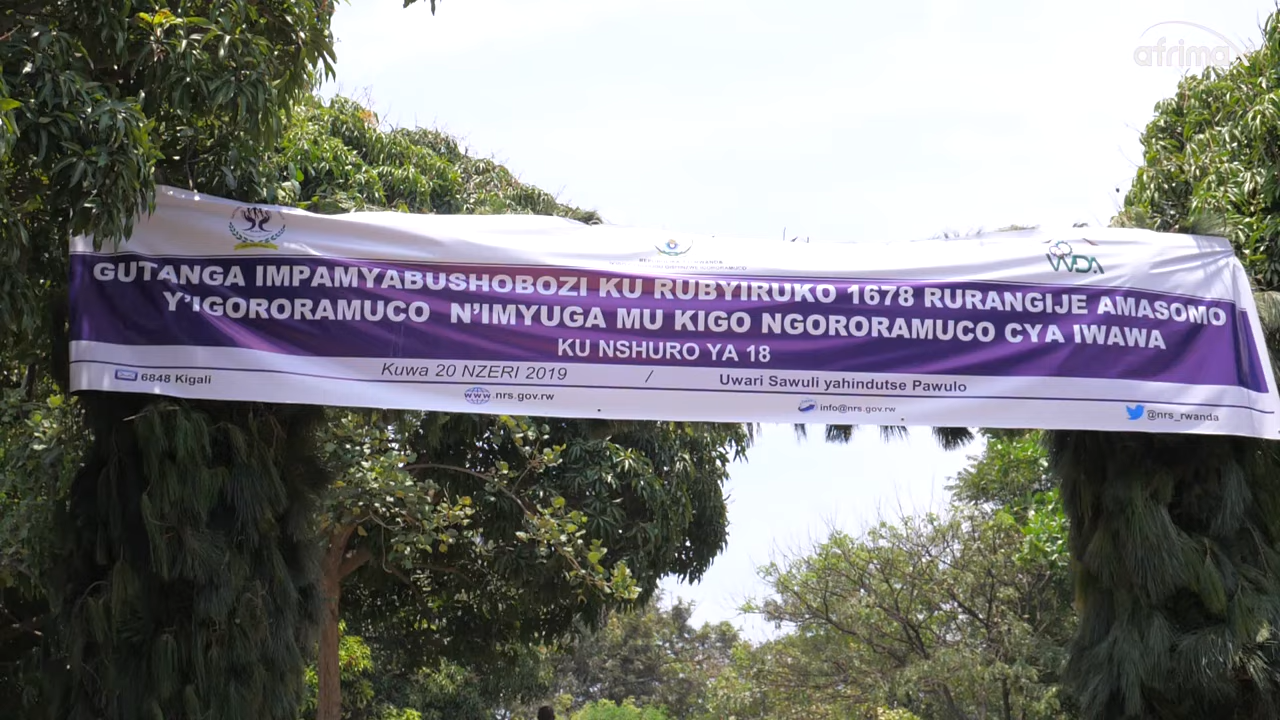 afrima
WDA
GUTANGA IMPAMYABUSHOBOZI KU RUBYIRUKO 1678 RURANGIJE AMASOMO
Y'IGORORAMUCO N'IMYUGA MU KIGO NGORORAMUCO CYA IWAWA
KU NSHURO YA 18
Kuwa 20 NZERI 2019 / Uwari Sawuli yahindutse Pawulo
6848 Kigali www.nrs.gov.rw info@nrs.gov.rw @nrs_rwanda